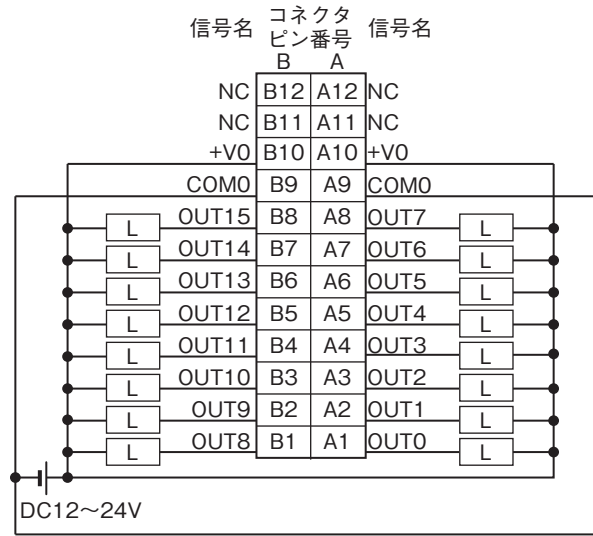 信号名 コネクタ 信号名
ピン番号
B A
NC B12 A12 NC
NC B11 A11 NC
+V0 B10 A10 +V0
COM0 B9 A9 COM0
L OUT15 B8 A8 OUT7 L
L OUT14 B7 A7 OUT6 L
L OUT13 B6 A6 OUT5 L
L OUT12 B5 A5 OUT4 L
L OUT11 B4 A4 OUT3 L
L OUT10 B3 A3 OUT2 L
L OUT9 B2 A2 OUT1 L
L OUT8 B1 A1 OUT0 L
DC12～24V